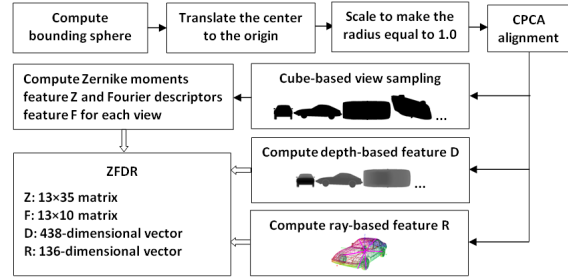 Compute
bounding sphere
Translate the center
to the origin
Scale to make the
radius equal to 1.0
CPCA
alignment
Compute Zernike moments
feature Z and Fourier descriptors
feature F for each view
Cube-based view sampling
...
Compute depth-based feature D
...
ZFDR
Z: 13×35 matrix
F: 13×10 matrix
D: 438-dimensional vector
R: 136-dimensional vector
Compute ray-based feature R